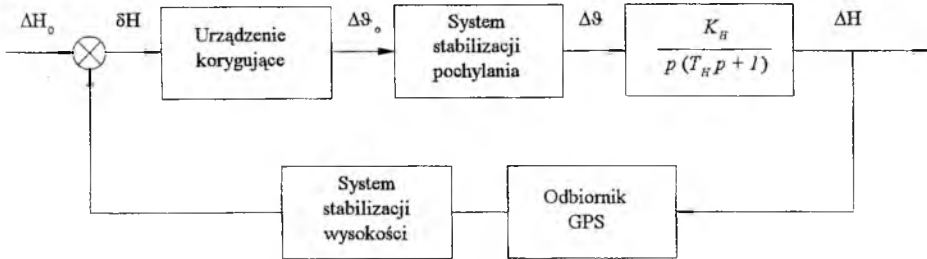 ΔH₀
δH
Urządzenie
korygujące
Δϑ₀
System
stabilizacji
pochylania
Δϑ
K_H
p (T_H p + 1)
ΔH
System
stabilizacji
wysokości
Odbiornik
GPS